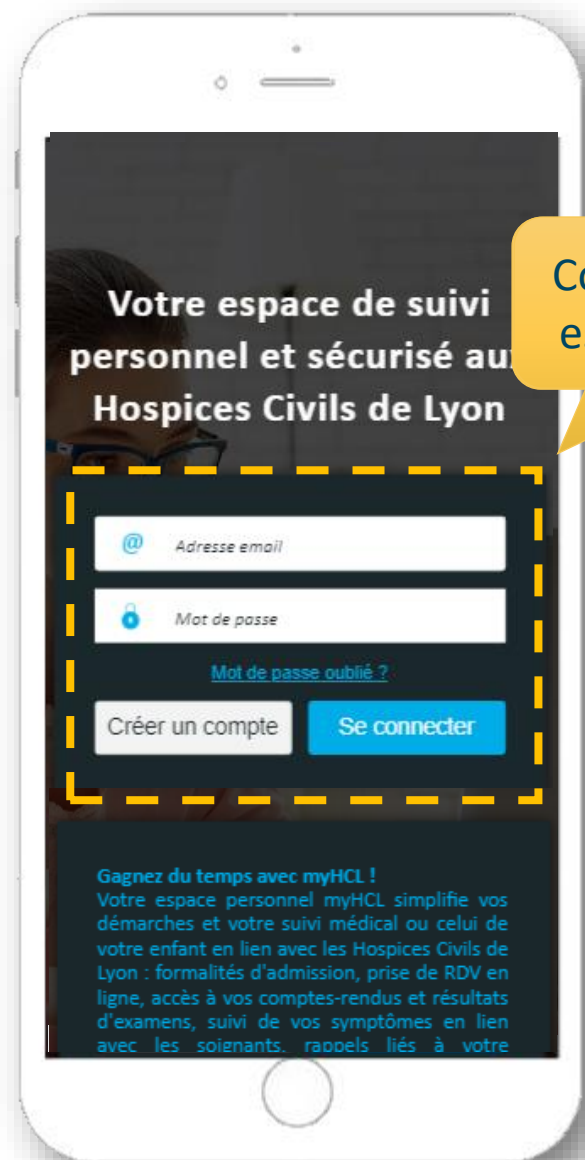 Votre espace de suivi
personnel et sécurisé aux
Hospices Civils de Lyon
@ Adresse email
Mot de passe
Mot de passe oublié ?
Créer un compte
Se connecter
Gagnez du temps avec myHCL !
Votre espace personnel myHCL simplifie vos
démarches et votre suivi médical ou celui de
votre enfant en lien avec les Hospices Civils de
Lyon : formalités d'admission, prise de RDV en
ligne, accès à vos comptes-rendus et résultats
d'examens, suivi de vos symptômes en lien
avec les soignants, rappels liés à votre